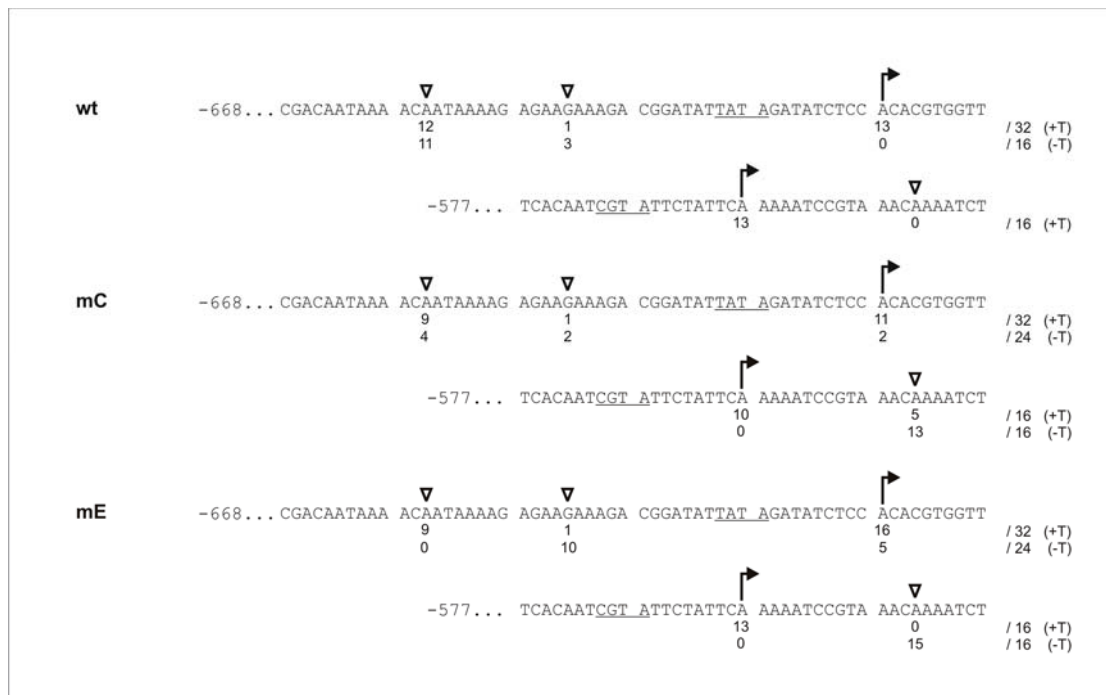 wt -668... CGACAATAAA ACAATAAAAG AGAAGAAAGA CGGATATTATA GATATCTCC ACACGTGGTT
12 1 13 / 32 (+T)
11 3 0 / 16 (-T)
-577... TCACAATCGT ATTCTATTCA AAAATCCGTA AACAAAATCT
13 0 / 16 (+T)
mC -668... CGACAATAAA ACAATAAAAG AGAAGAAAGA CGGATATTAT AGATATCTCC ACACGTGGTT
9 1 11 / 32 (+T)
4 2 2 / 24 (-T)
-577... TCACAATCGT ATTCTATTCA AAAATCCGTA AACAAAATCT
10 5 / 16 (+T)
0 13 / 16 (-T)
mE -668... CGACAATAAA ACAATAAAAG AGAAGAAAGA CGGATATTAT AGATATCTCC ACACGTGGTT
9 1 16 / 32 (+T)
0 10 5 / 24 (-T)
-577... TCACAATCGT ATTCTATTCA AAAATCCGTA AACAAAATCT
13 0 / 16 (+T)
0 15 / 16 (-T)